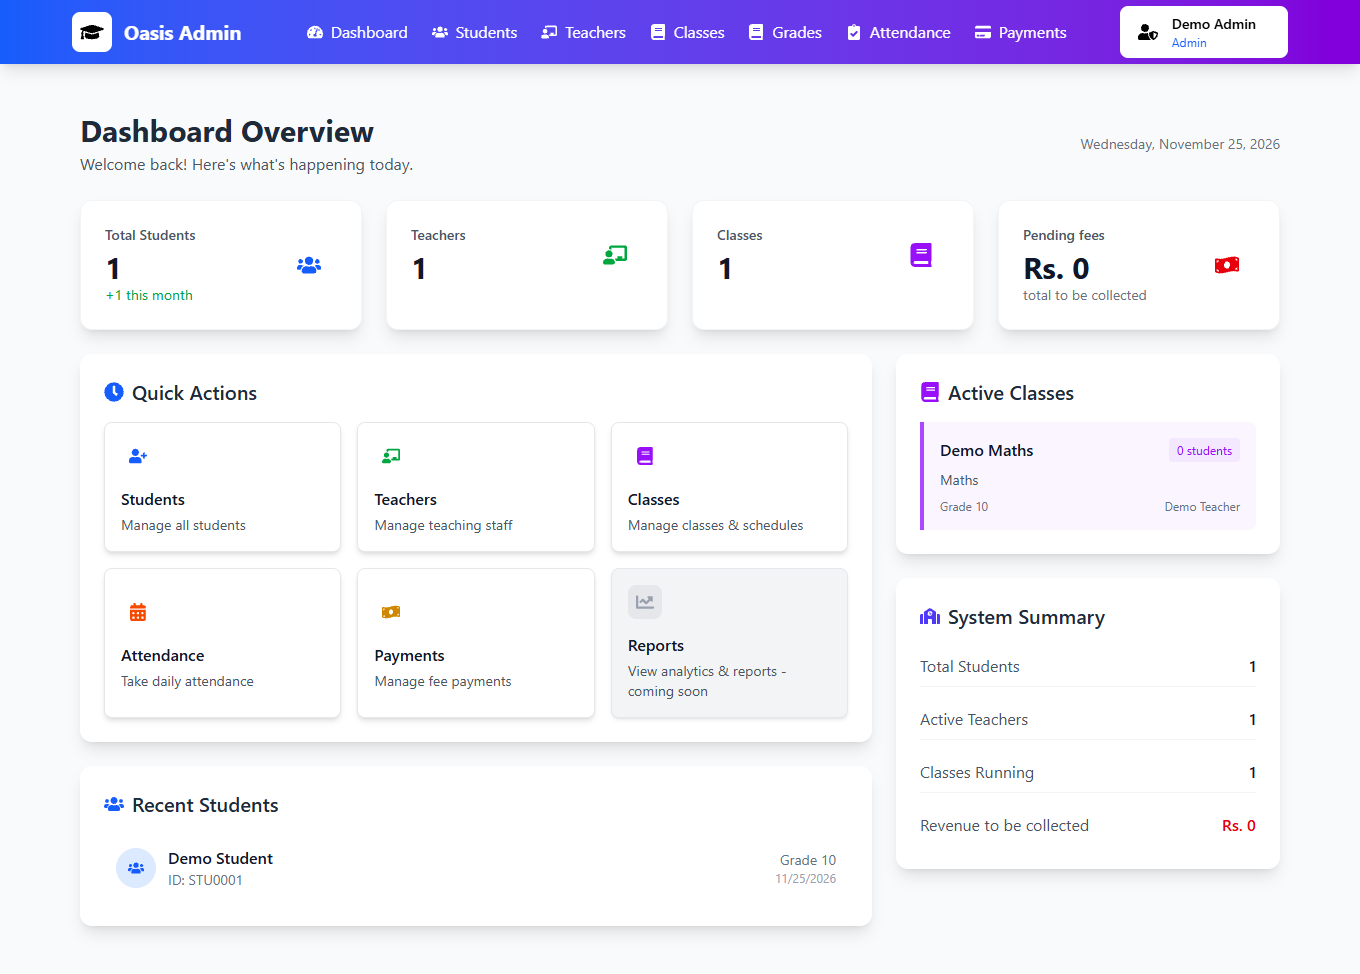 Oasis Admin
Dashboard
Students
Teachers
Classes
Grades
Attendance
Payments
Demo Admin
Admin
Dashboard Overview
Welcome back! Here's what's happening today.
Wednesday, November 25, 2026
Total Students
1
+1 this month
Teachers
1
Classes
1
Pending fees
Rs. 0
total to be collected
Quick Actions
Students
Manage all students
Teachers
Manage teaching staff
Classes
Manage classes & schedules
Attendance
Take daily attendance
Payments
Manage fee payments
Reports
View analytics & reports -
coming soon
Recent Students
Demo Student
ID: STU0001
Grade 10
11/25/2026
Active Classes
Demo Maths
0 students
Maths
Grade 10
Demo Teacher
System Summary
Total Students 1
Active Teachers 1
Classes Running 1
Revenue to be collected Rs. 0